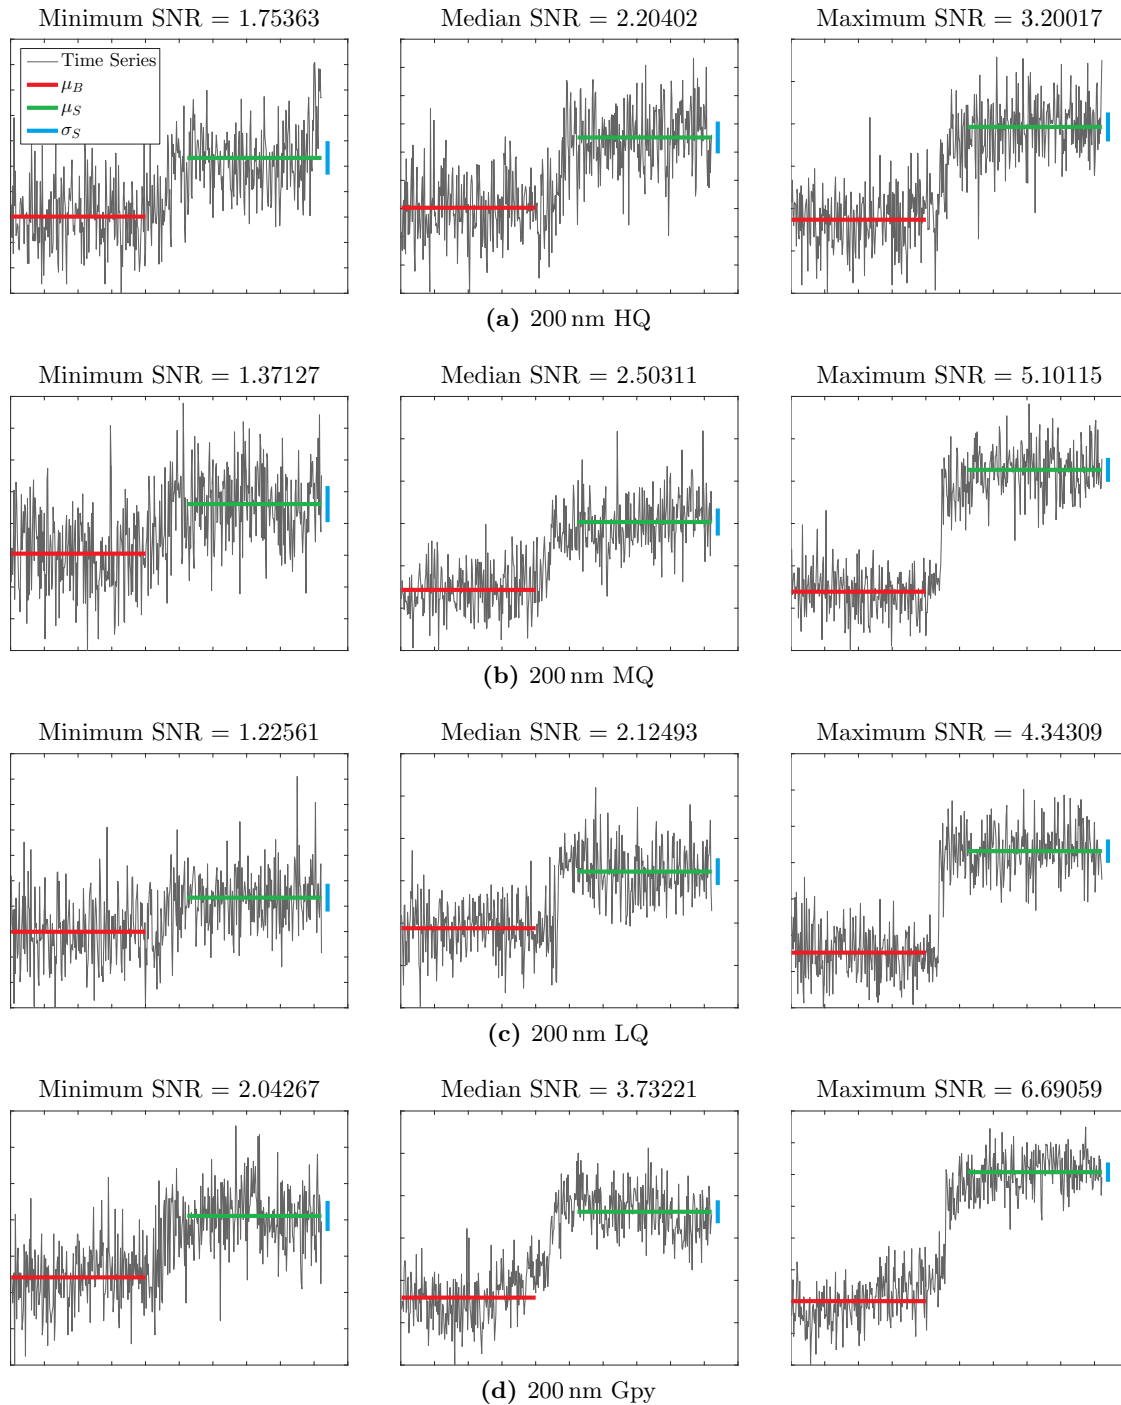 Minimum SNR = 1.75363
Median SNR = 2.20402
Maximum SNR = 3.20017
Time Series
μ_B
μ_S
σ_S
(a) 200 nm HQ
Minimum SNR = 1.37127
Median SNR = 2.50311
Maximum SNR = 5.10115
(b) 200 nm MQ
Minimum SNR = 1.22561
Median SNR = 2.12493
Maximum SNR = 4.34309
(c) 200 nm LQ
Minimum SNR = 2.04267
Median SNR = 3.73221
Maximum SNR = 6.69059
(d) 200 nm Gpy